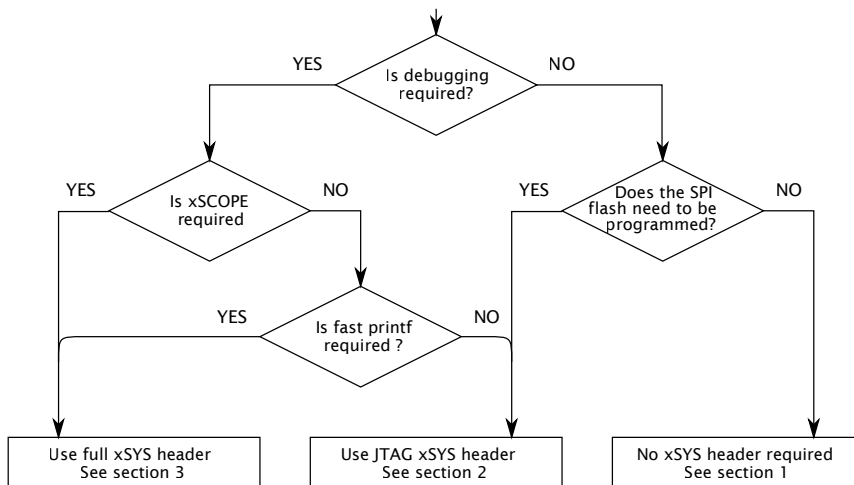 YES
Is debugging
required?
NO
YES
Is xSCOPE
required
NO
YES
Does the SPI
flash need to be
programmed?
NO
YES
Is fast printf
required ?
NO
Use full xSYS header
See section 3
Use JTAG xSYS header
See section 2
No xSYS header required
See section 1